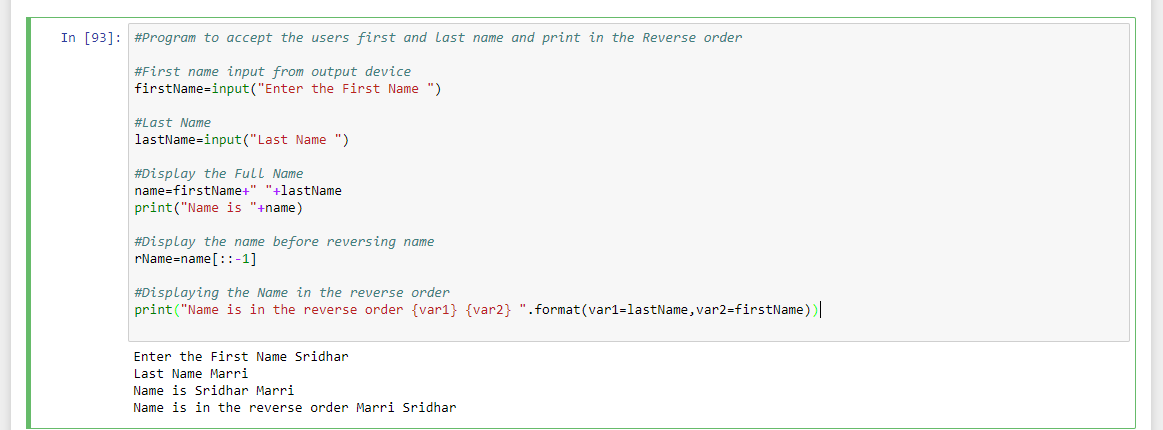 In [93]: #Program to accept the users first and last name and print in the Reverse order
#First name input from output device
firstName=input("Enter the First Name ")
#Last Name
lastName=input("Last Name ")
#Display the Full Name
name=firstName+" "+lastName
print("Name is "+name)
#Display the name before reversing name
rName=name[::-1]
#Displaying the Name in the reverse order
print("Name is in the reverse order {var1} {var2} ".format(var1=lastName,var2=firstName))
Enter the First Name Sridhar
Last Name Marri
Name is Sridhar Marri
Name is in the reverse order Marri Sridhar